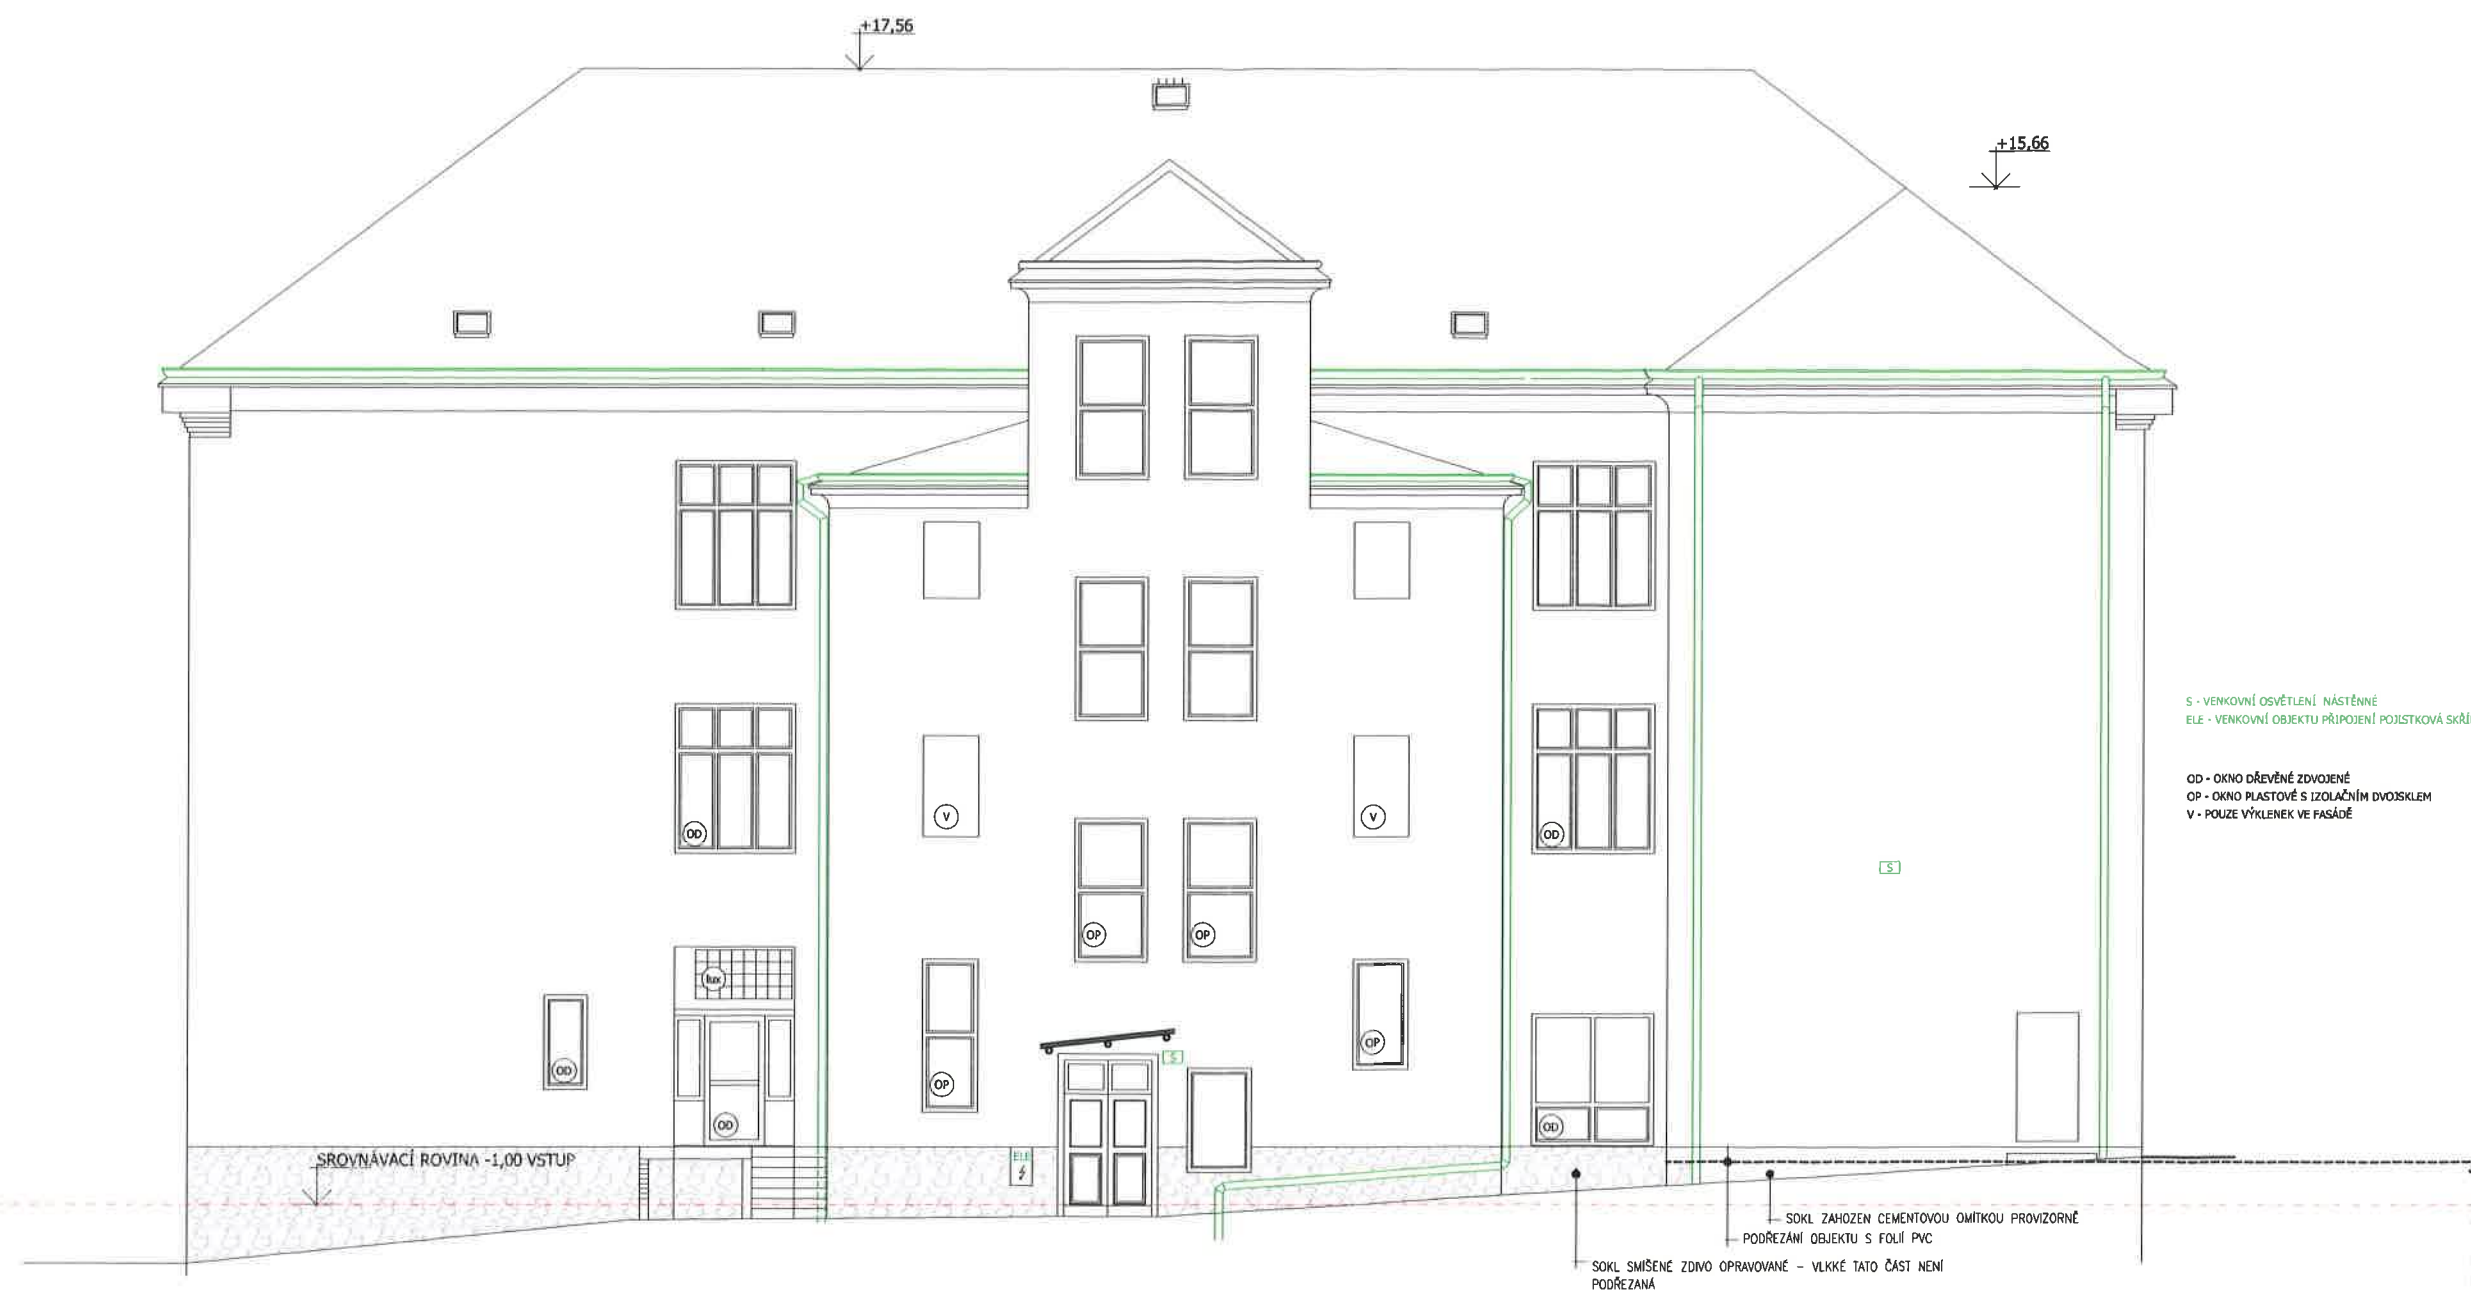 +17,56
+15,66
S - VENKOVNÍ OSVĚTLENÍ NÁSTĚNNÉ
ELE - VENKOVNÍ OBJEKTU PŘIPOJENÍ POJISTKOVÁ SKŘÍ
OD - OKNO DŘEVĚNÉ ZDVOJENÉ
OP - OKNO PLASTOVÉ S IZOLAČNÍM DVOJSKLEM
V - POUZE VÝKLENEK VE FASÁDĚ
V
V
OD
OD
S
OP
OP
lux
OP
S
OD
OP
OD
OD
ELE
SROVNÁVACÍ ROVINA -1,00 VSTUP
SOKL ZAHOZEN CEMENTOVOU OMÍTKOU PROVIZORNĚ
PODŘEZÁNÍ OBJEKTU S FOLIÍ PVC
SOKL SMÍŠENÉ ZDIVO OPRAVOVANÉ - VLKKÉ TATO ČÁST NENÍ
PODŘEZANÁ